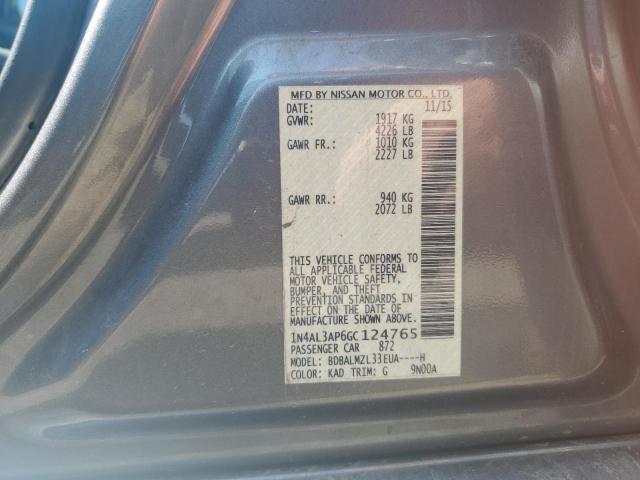 MFD BY NISSAN MOTOR CO., LTD.
DATE: 11/15
GVWR: 1917 KG
4226 LB
GAWR FR.: 1010 KG
2227 LB
GAWR RR.: 940 KG
2072 LB
THIS VEHICLE CONFORMS TO
ALL APPLICABLE FEDERAL
MOTOR VEHICLE SAFETY,
BUMPER, AND THEFT
PREVENTION STANDARDS IN
EFFECT ON THE DATE OF
MANUFACTURE SHOWN ABOVE.
1N4AL3AP6GC124765
PASSENGER CAR 872
MODEL: BDBALMZL33EUA----H
COLOR: KAD TRIM: G 9N00A